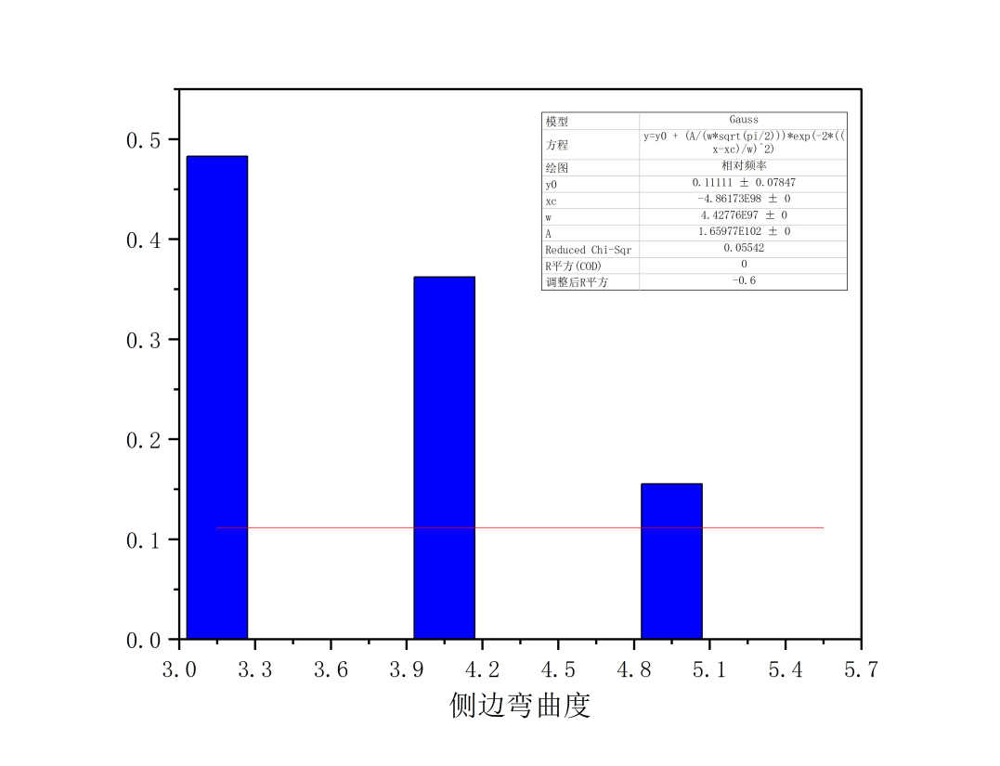 模型 Gauss
方程 y=y0 + (A/(w*sqrt(pi/2)))*exp(-2*((
x-xc)/w)^2)
绘图 相对频率
y0 0.11111 ± 0.07847
xc -4.86173E98 ± 0
w 4.42776E97 ± 0
A 1.65977E102 ± 0
Reduced Chi-Sqr 0.05542
R平方(COD) 0
调整后R平方 -0.6
0.5
0.4
0.3
0.2
0.1
0.0
3.0 3.3 3.6 3.9 4.2 4.5 4.8 5.1 5.4 5.7
侧边弯曲度